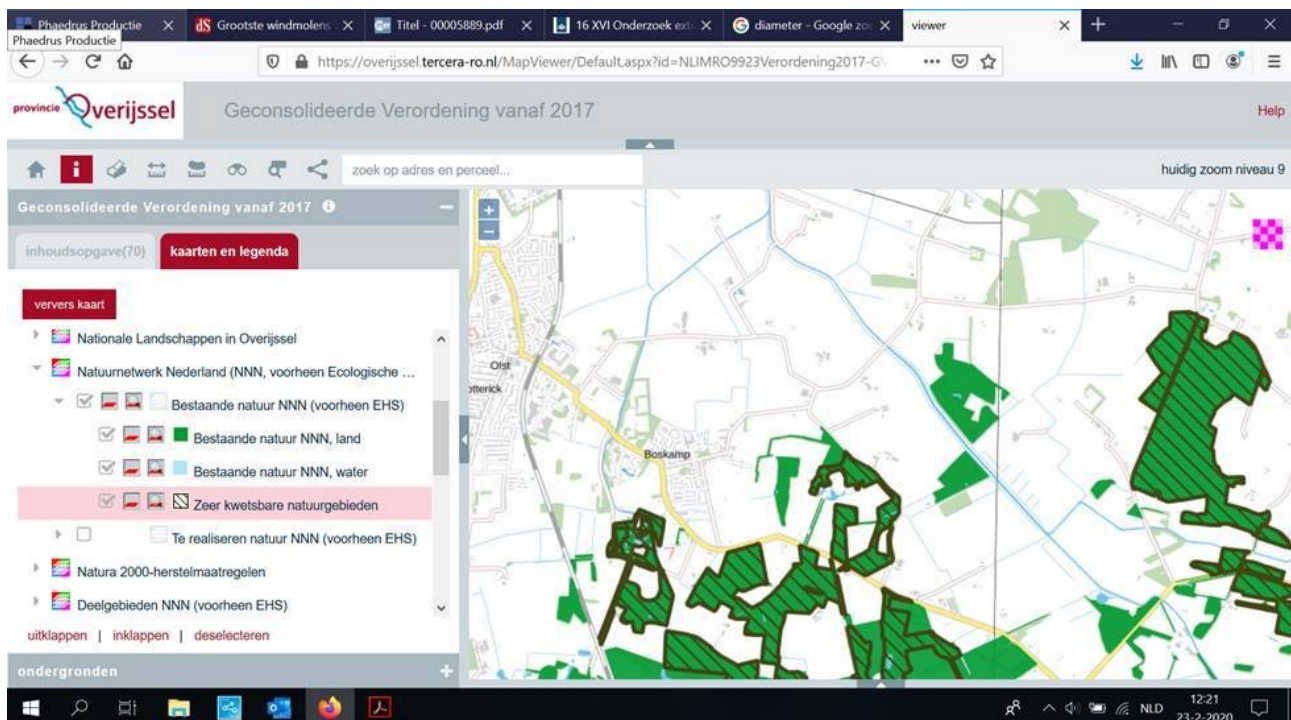 Phaedrus Productie
Grootste windmolens
Titel - 00005889.pdf
16 XVI Onderzoek ext
diameter - Google zo
viewer
Phaedrus Productie
https://overijssel.tercera-ro.nl/MapViewer/Default.aspx?id=NLIMRO9923Verordening2017-G
provincie Overijssel
Geconsolideerde Verordening vanaf 2017
Help
zoek op adres en perceel...
huidig zoom niveau 9
Geconsolideerde Verordening vanaf 2017
inhoudsopgave(70)
kaarten en legenda
ververs kaart
Nationale Landschappen in Overijssel
Natuurnetwerk Nederland (NNN, voorheen Ecologische ...
Bestaande natuur NNN (voorheen EHS)
Bestaande natuur NNN, land
Bestaande natuur NNN, water
Zeer kwetsbare natuurgebieden
Te realiseren natuur NNN (voorheen EHS)
Natura 2000-herstelmaatregelen
Deelgebieden NNN (voorheen EHS)
uitklappen | inklappen | deselecteren
ondergronden
Olst
otterick
Boskamp
NLD
12:21
23-2-2020